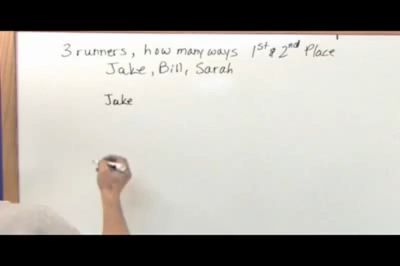 3 runners, how many ways 1st & 2nd Place
Jake, Bill, Sarah
Jake